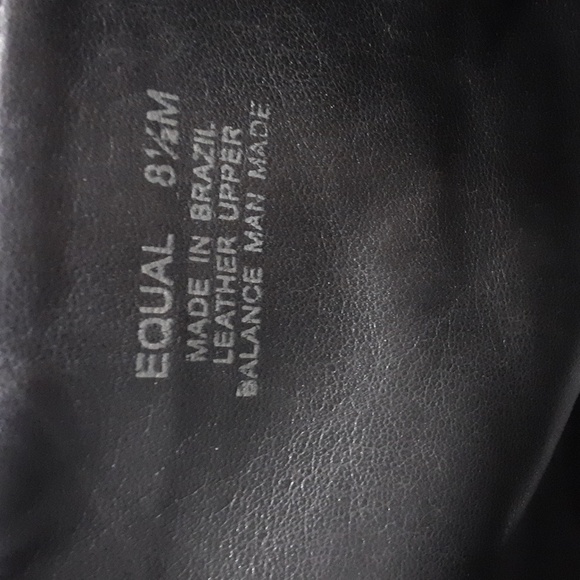 EQUAL 8½M
MADE IN BRAZIL
LEATHER UPPER
BALANCE MAN MADE